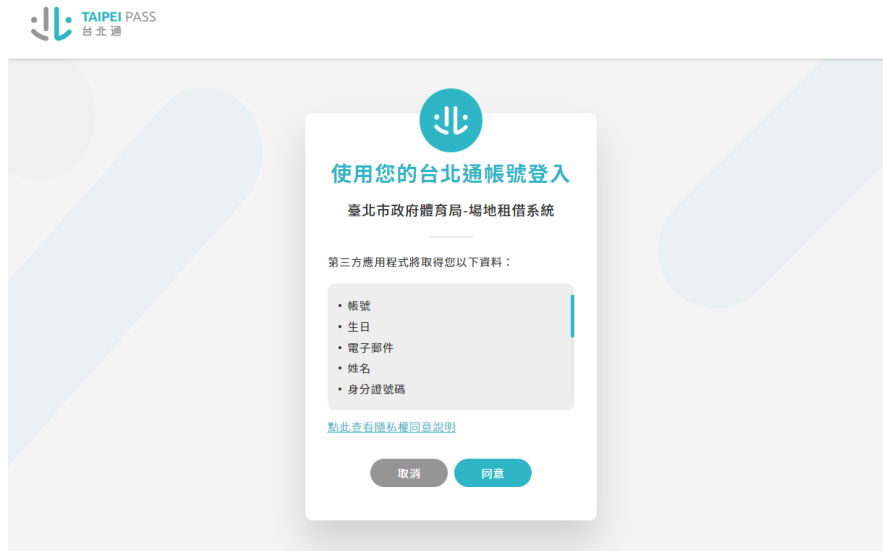 TAIPEI PASS
台北通
使用您的台北通帳號登入
臺北市政府體育局-場地租借系統
第三方應用程式將取得您以下資料：
• 帳號
• 生日
• 電子郵件
• 姓名
• 身分證號碼
點此查看隱私權同意說明
取消
同意